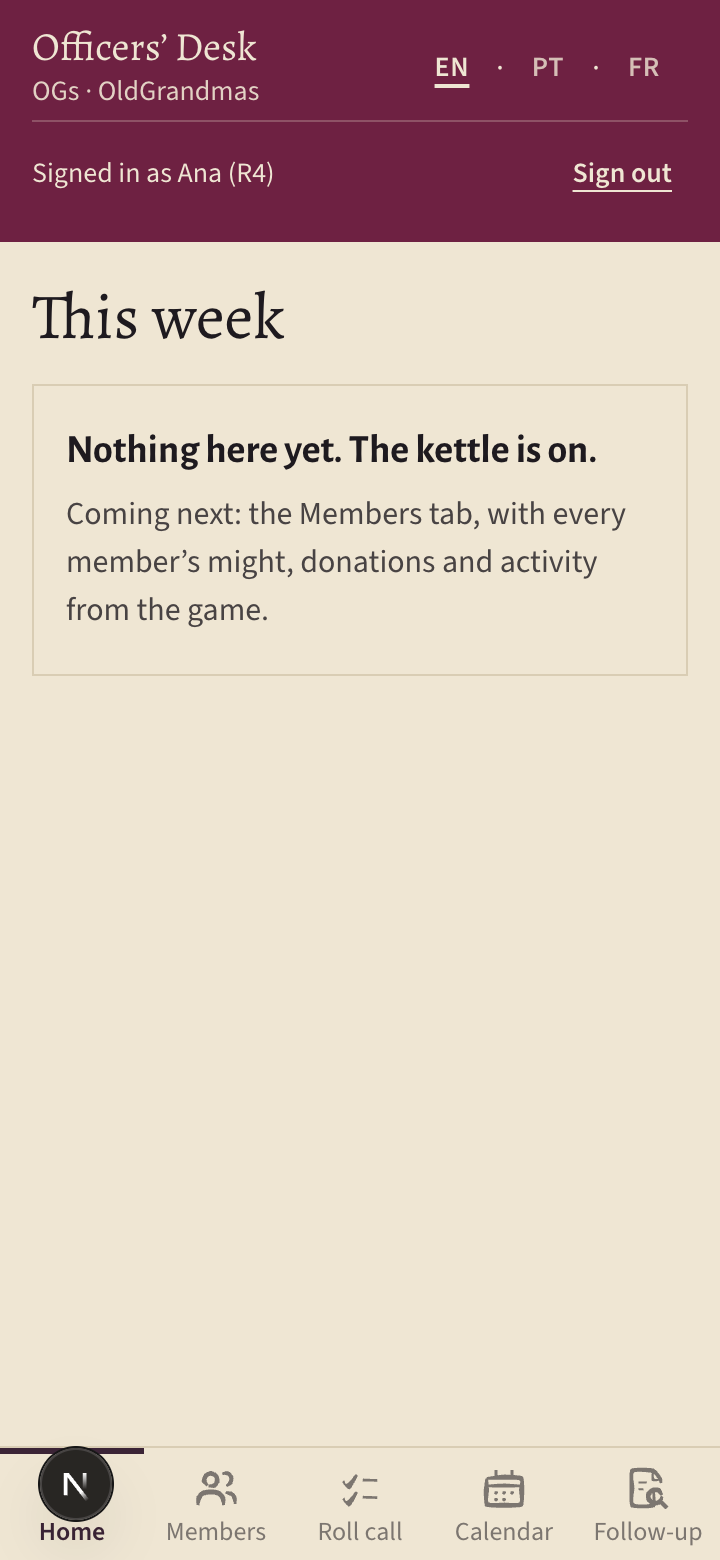 Officers’ Desk
OGs · OldGrandmas
EN · PT · FR
Signed in as Ana (R4)
Sign out
This week
Nothing here yet. The kettle is on.
Coming next: the Members tab, with every
member’s might, donations and activity
from the game.
N
Home
Members
Roll call
Calendar
Follow-up